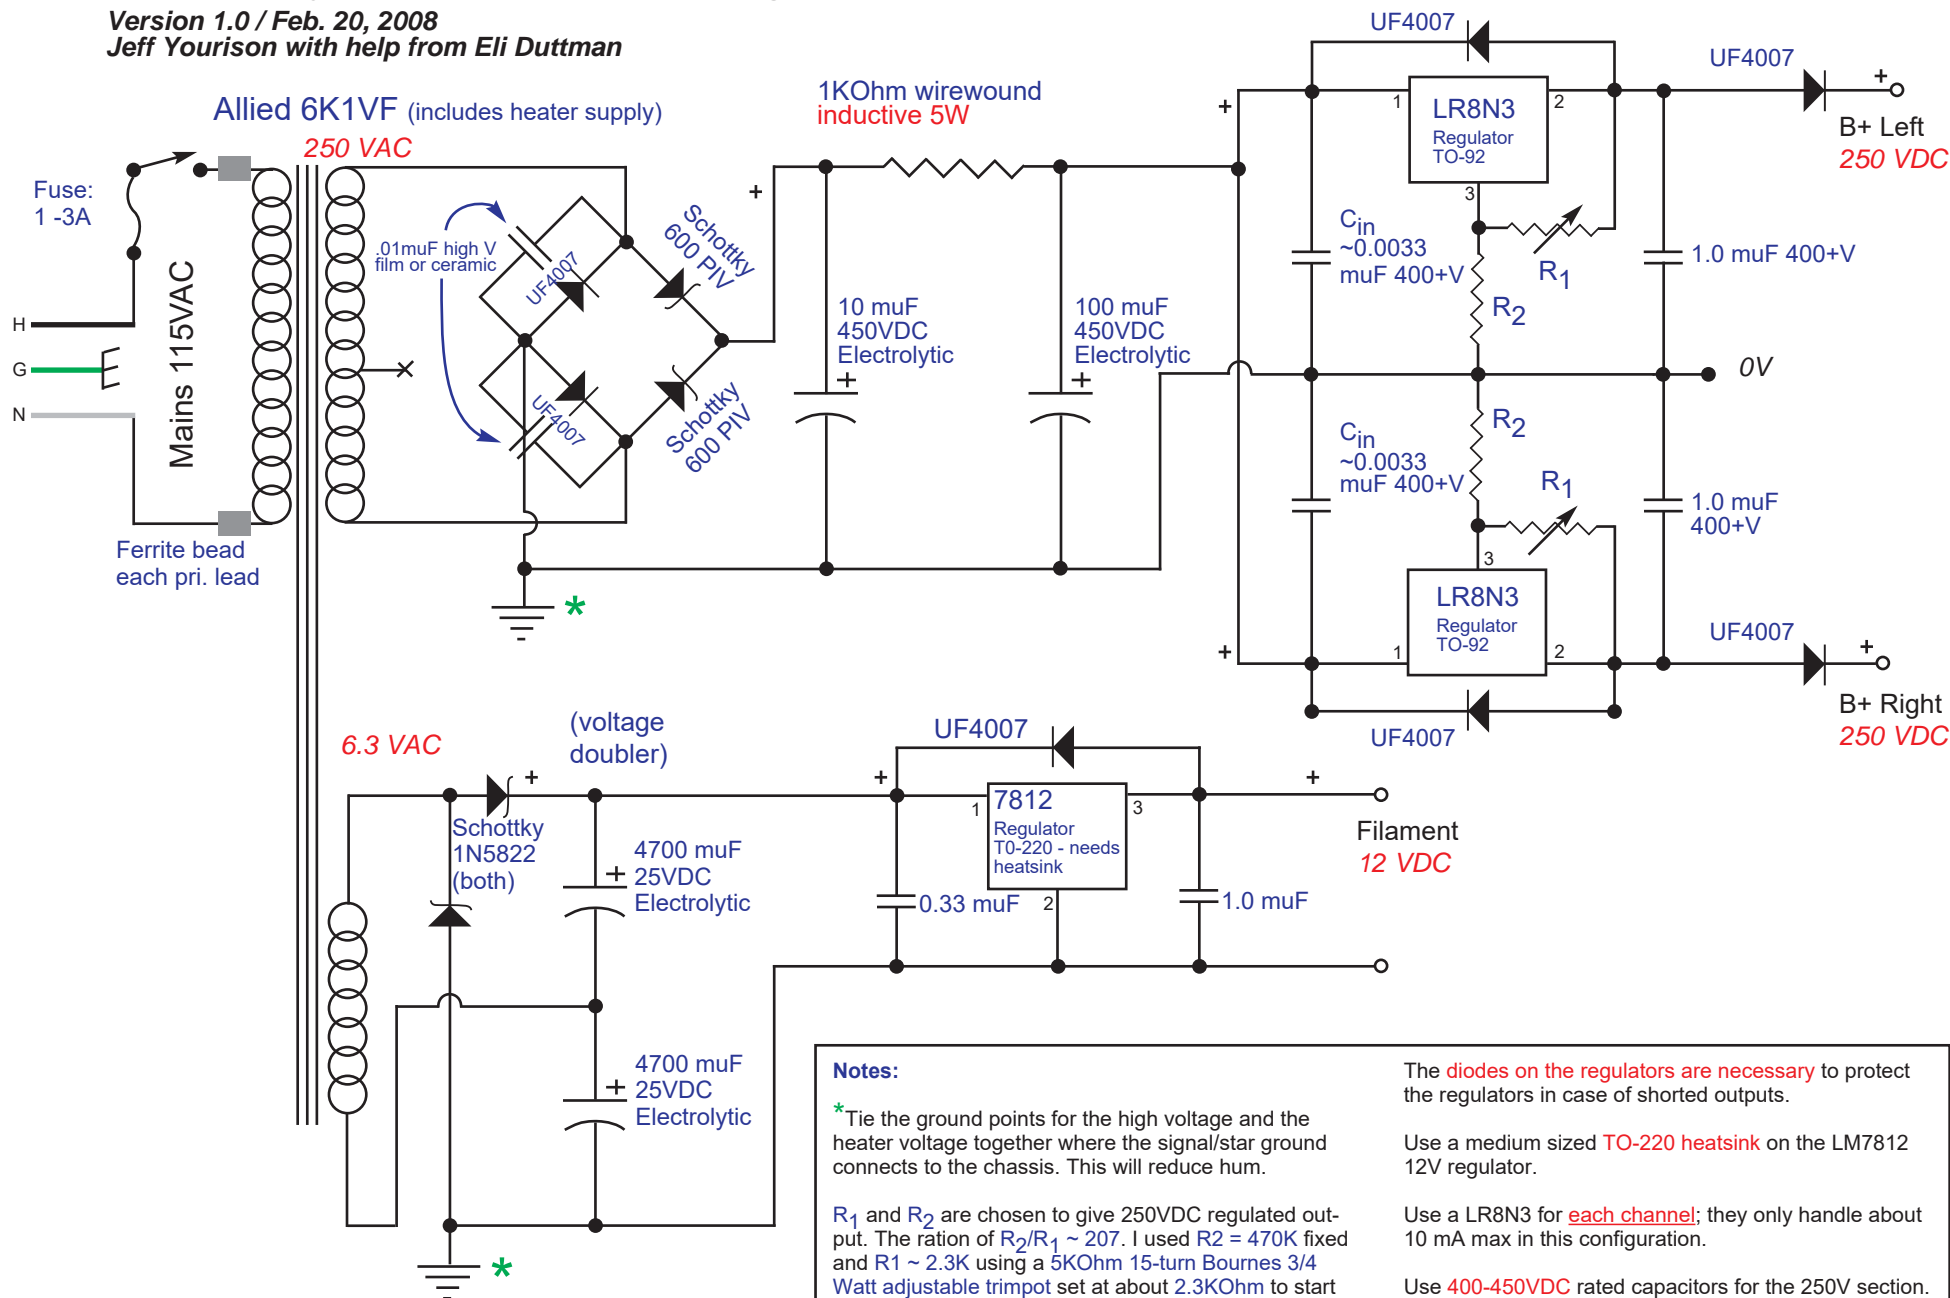 Version 1.0 / Feb. 20, 2008
Jeff Yourison with help from Eli Duttman
Allied 6K1VF (includes heater supply)
250 VAC
Fuse:
1 -3A
Mains 115VAC
H
G
N
Ferrite bead
each pri. lead
.01muF high V
film or ceramic
UF4007
UF4007
Schottky
600 PIV
Schottky
600 PIV
+
1KOhm wirewound
inductive 5W
10 muF
450VDC
Electrolytic
+
100 muF
450VDC
Electrolytic
+
*
UF4007
+
1
LR8N3
Regulator
TO-92
2
3
UF4007
+
B+ Left
250 VDC
Cin
~0.0033
muF 400+V
R1
R2
1.0 muF 400+V
0V
R2
Cin
~0.0033
muF 400+V
R1
1.0 muF
400+V
3
LR8N3
Regulator
TO-92
+
1
2
UF4007
UF4007
+
B+ Right
250 VDC
6.3 VAC
(voltage
doubler)
+
Schottky
1N5822
(both)
4700 muF
25VDC
Electrolytic
+
4700 muF
25VDC
Electrolytic
+
*
UF4007
+
1
7812
Regulator
T0-220 - needs
heatsink
3
2
0.33 muF
1.0 muF
+
Filament
12 VDC
Notes:
*Tie the ground points for the high voltage and the
heater voltage together where the signal/star ground
connects to the chassis. This will reduce hum.
R1 and R2 are chosen to give 250VDC regulated out-
put. The ration of R2/R1 ~ 207. I used R2 = 470K fixed
and R1 ~ 2.3K using a 5KOhm 15-turn Bournes 3/4
Watt adjustable trimpot set at about 2.3KOhm to start
The diodes on the regulators are necessary to protect
the regulators in case of shorted outputs.
Use a medium sized TO-220 heatsink on the LM7812
12V regulator.
Use a LR8N3 for each channel; they only handle about
10 mA max in this configuration.
Use 400-450VDC rated capacitors for the 250V section.